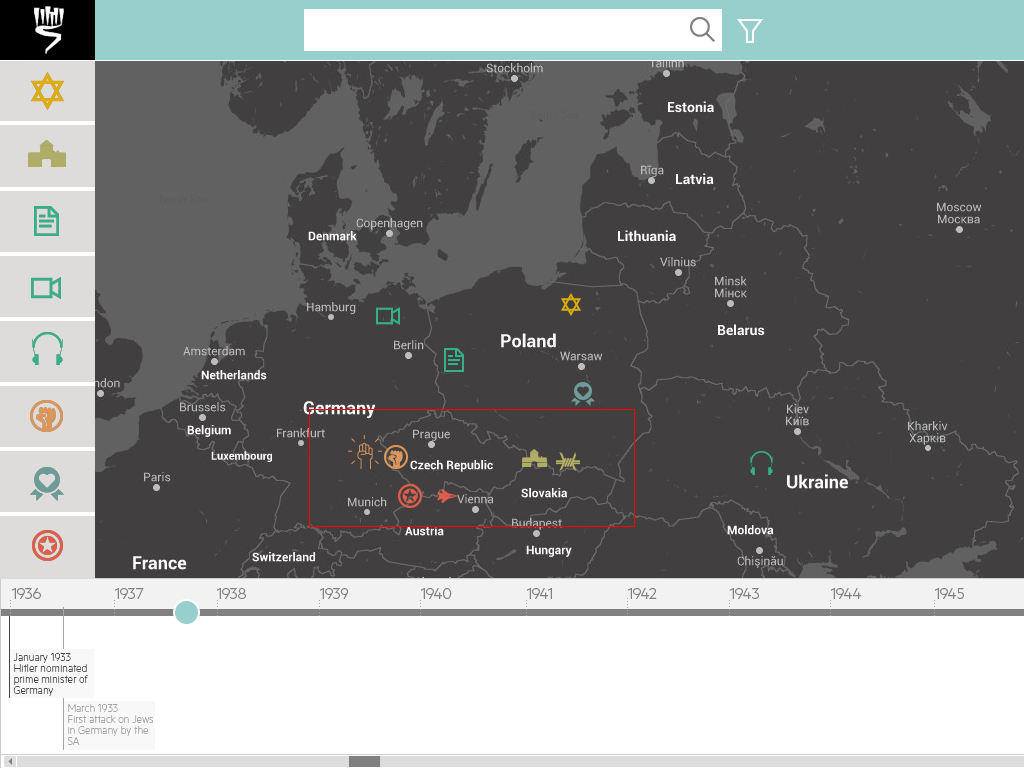 Stockholm
Tallinn
Estonia
Rīga
Latvia
Moscow
Москва
Copenhagen
Denmark
Lithuania
Vilnius
Minsk
Мінск
Hamburg
Belarus
Poland
Berlin
Amsterdam
Warsaw
Netherlands
ndon
Brussels
Germany
Kiev
Київ
Belgium
Frankfurt
Prague
Kharkiv
Харків
Luxembourg
Czech Republic
Paris
Ukraine
Munich
Vienna
Slovakia
Austria
Budapest
Moldova
Switzerland
Hungary
France
Chișinău
1936 1937 1938 1939 1940 1941 1942 1943 1944 1945
January 1933
Hitler nominated
prime minister of
Germany
March 1933
First attack on Jews
in Germany by the
SA